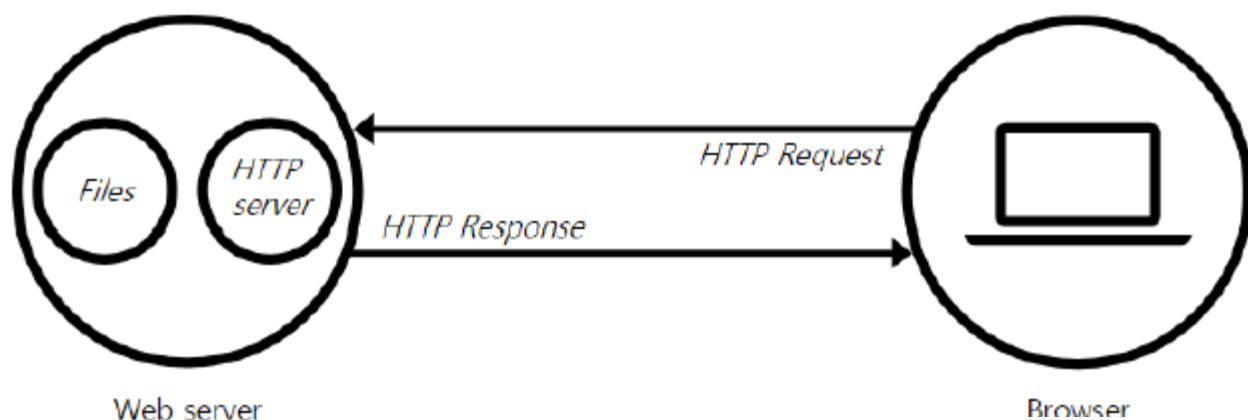 Files
HTTP
server
HTTP Request
HTTP Response
Web server
Browser